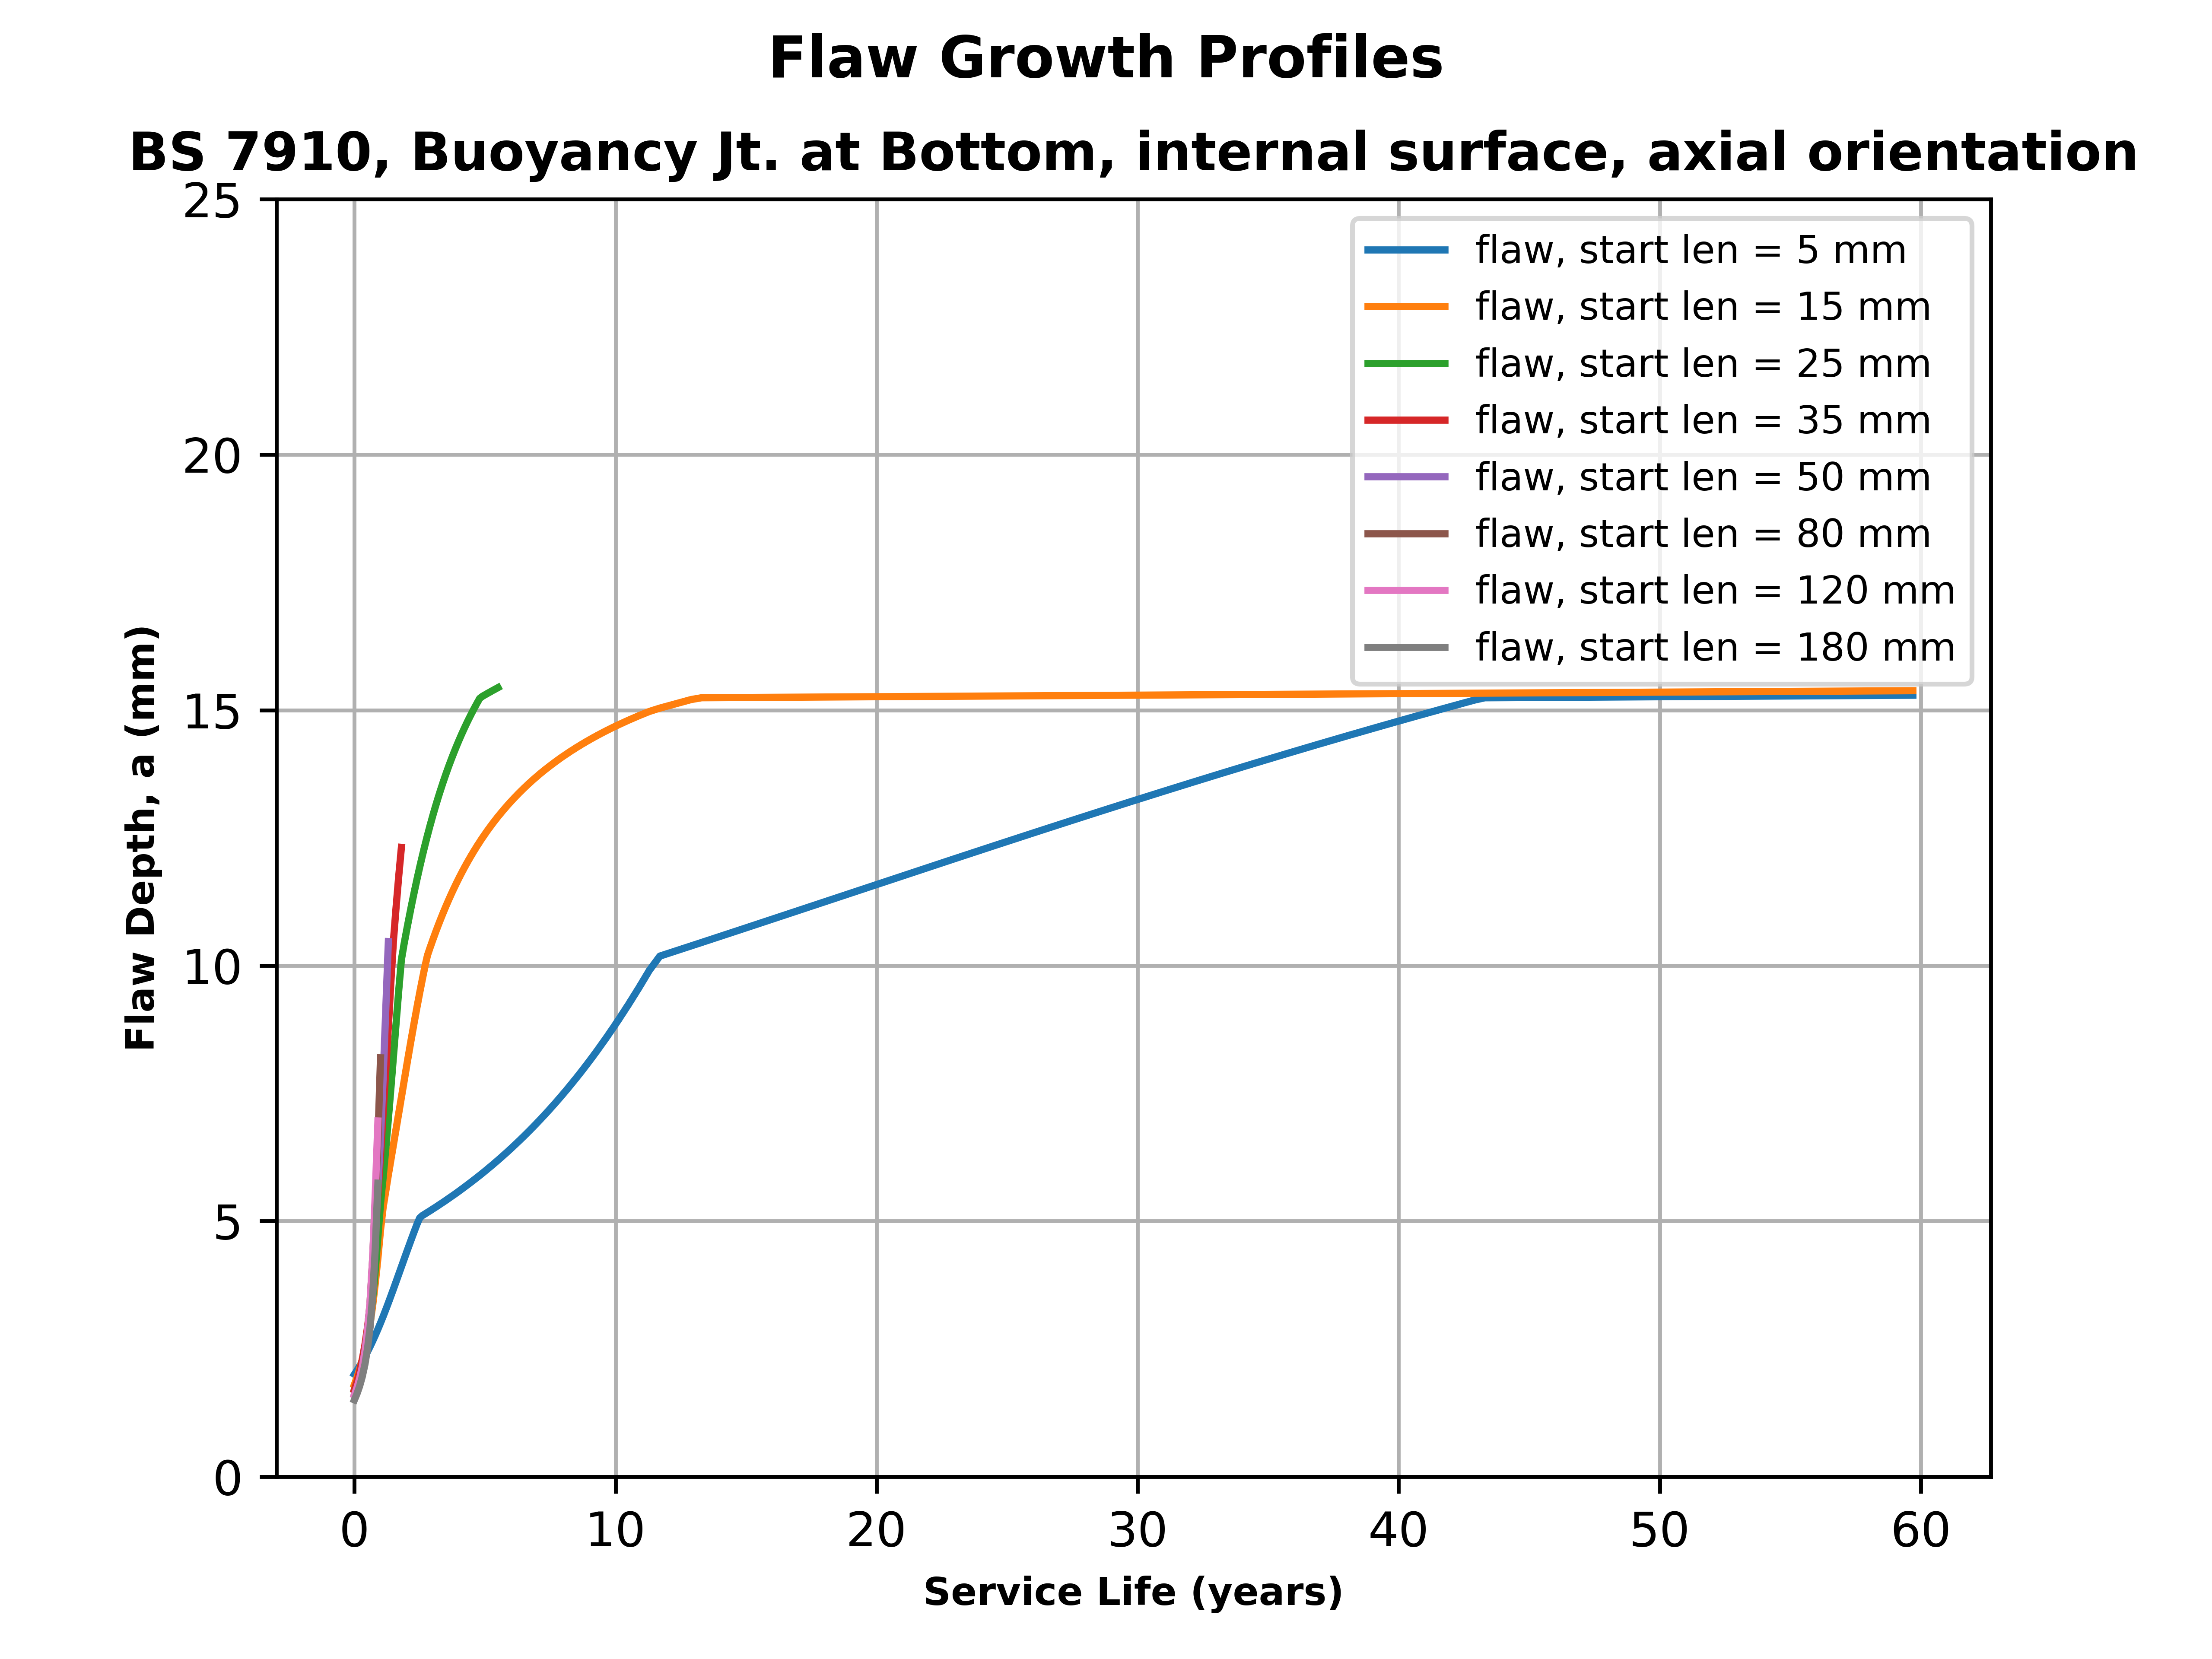 Flaw Growth Profiles
BS 7910, Buoyancy Jt. at Bottom, internal surface, axial orientation
25
20
15
10
5
0
Flaw Depth, a (mm)
flaw, start len = 5 mm
flaw, start len = 15 mm
flaw, start len = 25 mm
flaw, start len = 35 mm
flaw, start len = 50 mm
flaw, start len = 80 mm
flaw, start len = 120 mm
flaw, start len = 180 mm
0 10 20 30 40 50 60
Service Life (years)